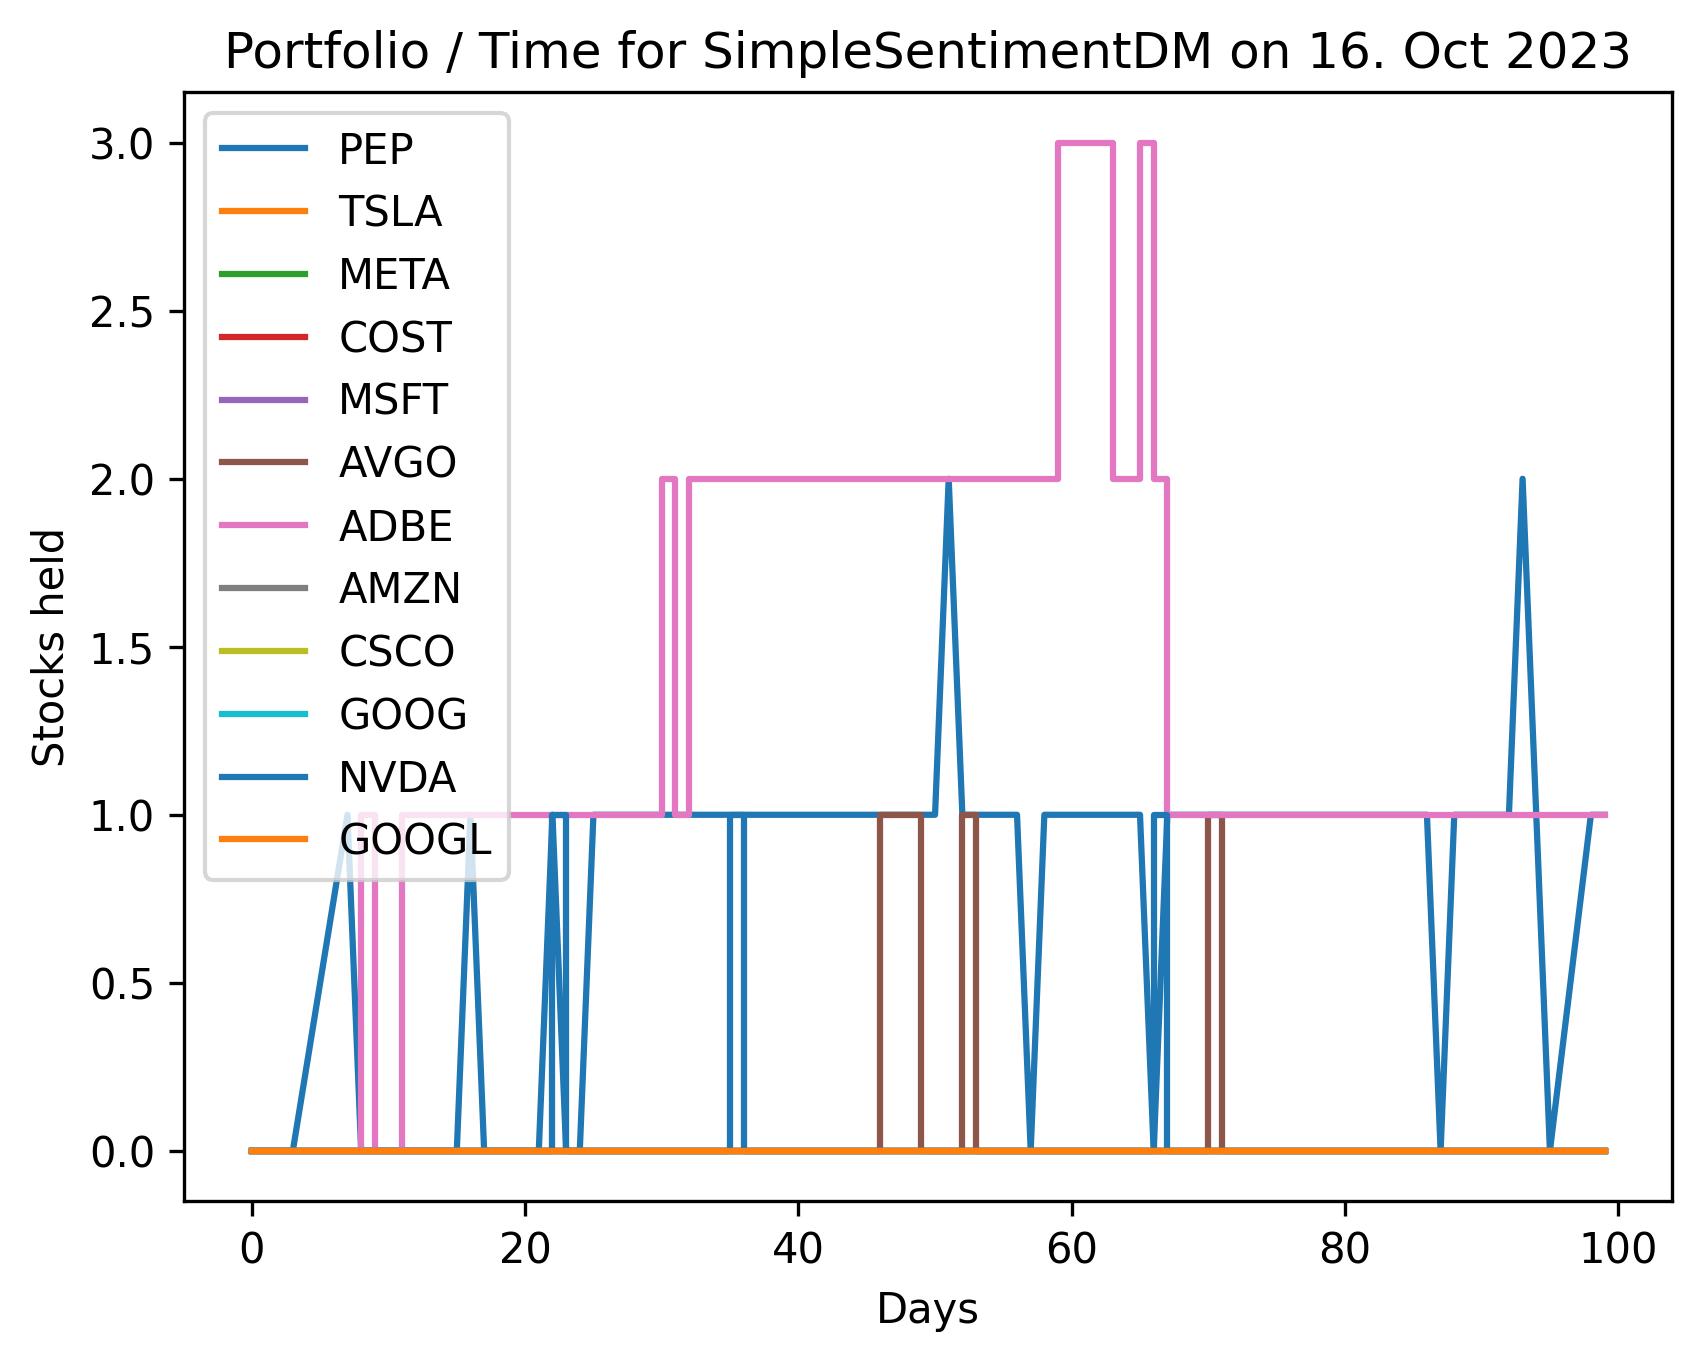 Portfolio / Time for SimpleSentimentDM on 16. Oct 2023
PEP
TSLA
META
COST
MSFT
AVGO
ADBE
AMZN
CSCO
GOOG
NVDA
GOOGL
3.0
2.5
2.0
1.5
1.0
0.5
0.0
Stocks held
0 20 40 60 80 100
Days